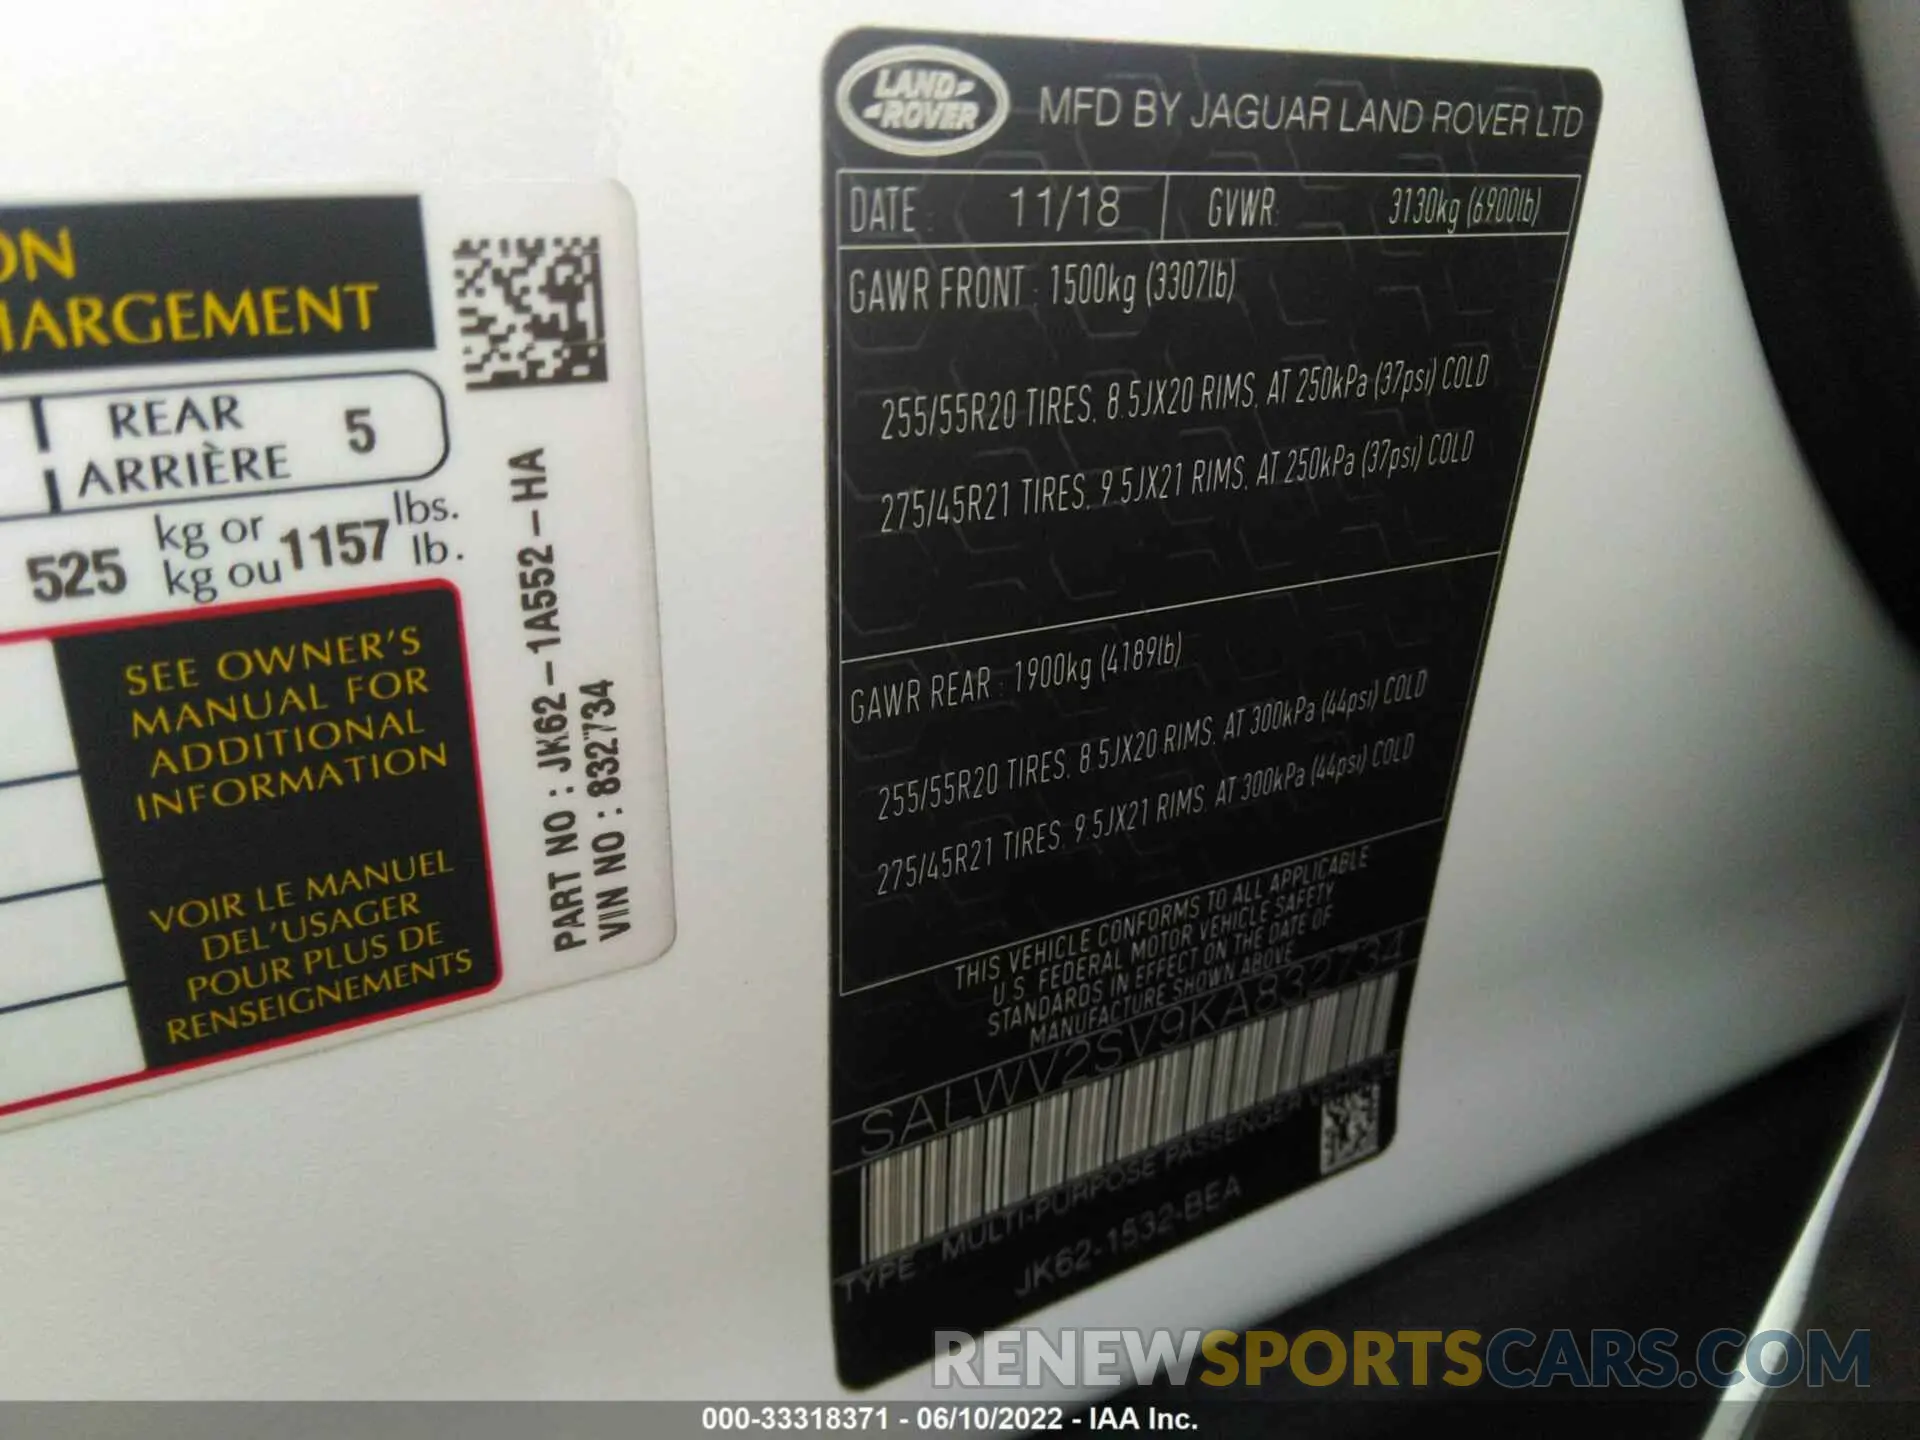 ON
HARGEMENT
REAR
ARRIÈRE
5
525 kg or 1157 lbs.
kg ou lb.
SEE OWNER'S
MANUAL FOR
ADDITIONAL
INFORMATION
VOIR LE MANUEL
DEL'USAGER
POUR PLUS DE
RENSEIGNEMENTS
PART NO : JK62-1A552-HA
VIN NO : 832734
LAND
ROVER
MFD BY JAGUAR LAND ROVER LTD
DATE : 11/18 GVWR: 3130kg (6900lb)
GAWR FRONT : 1500kg (3307lb)
255/55R20 TIRES, 8.5JX20 RIMS, AT 250kPa (37psi) COLD
275/45R21 TIRES, 9.5JX21 RIMS, AT 250kPa (37psi) COLD
GAWR REAR : 1900kg (4189lb)
255/55R20 TIRES, 8.5JX20 RIMS, AT 300kPa (44psi) COLD
275/45R21 TIRES, 9.5JX21 RIMS, AT 300kPa (44psi) COLD
THIS VEHICLE CONFORMS TO ALL APPLICABLE
U.S. FEDERAL MOTOR VEHICLE SAFETY
STANDARDS IN EFFECT ON THE DATE OF
MANUFACTURE SHOWN ABOVE
SALWV2SV9KA832734
TYPE : MULTI-PURPOSE PASSENGER VEHICLE
JK62-1532-BEA
RENEWSPORTSCARS.COM
000-33318371 - 06/10/2022 - IAA Inc.